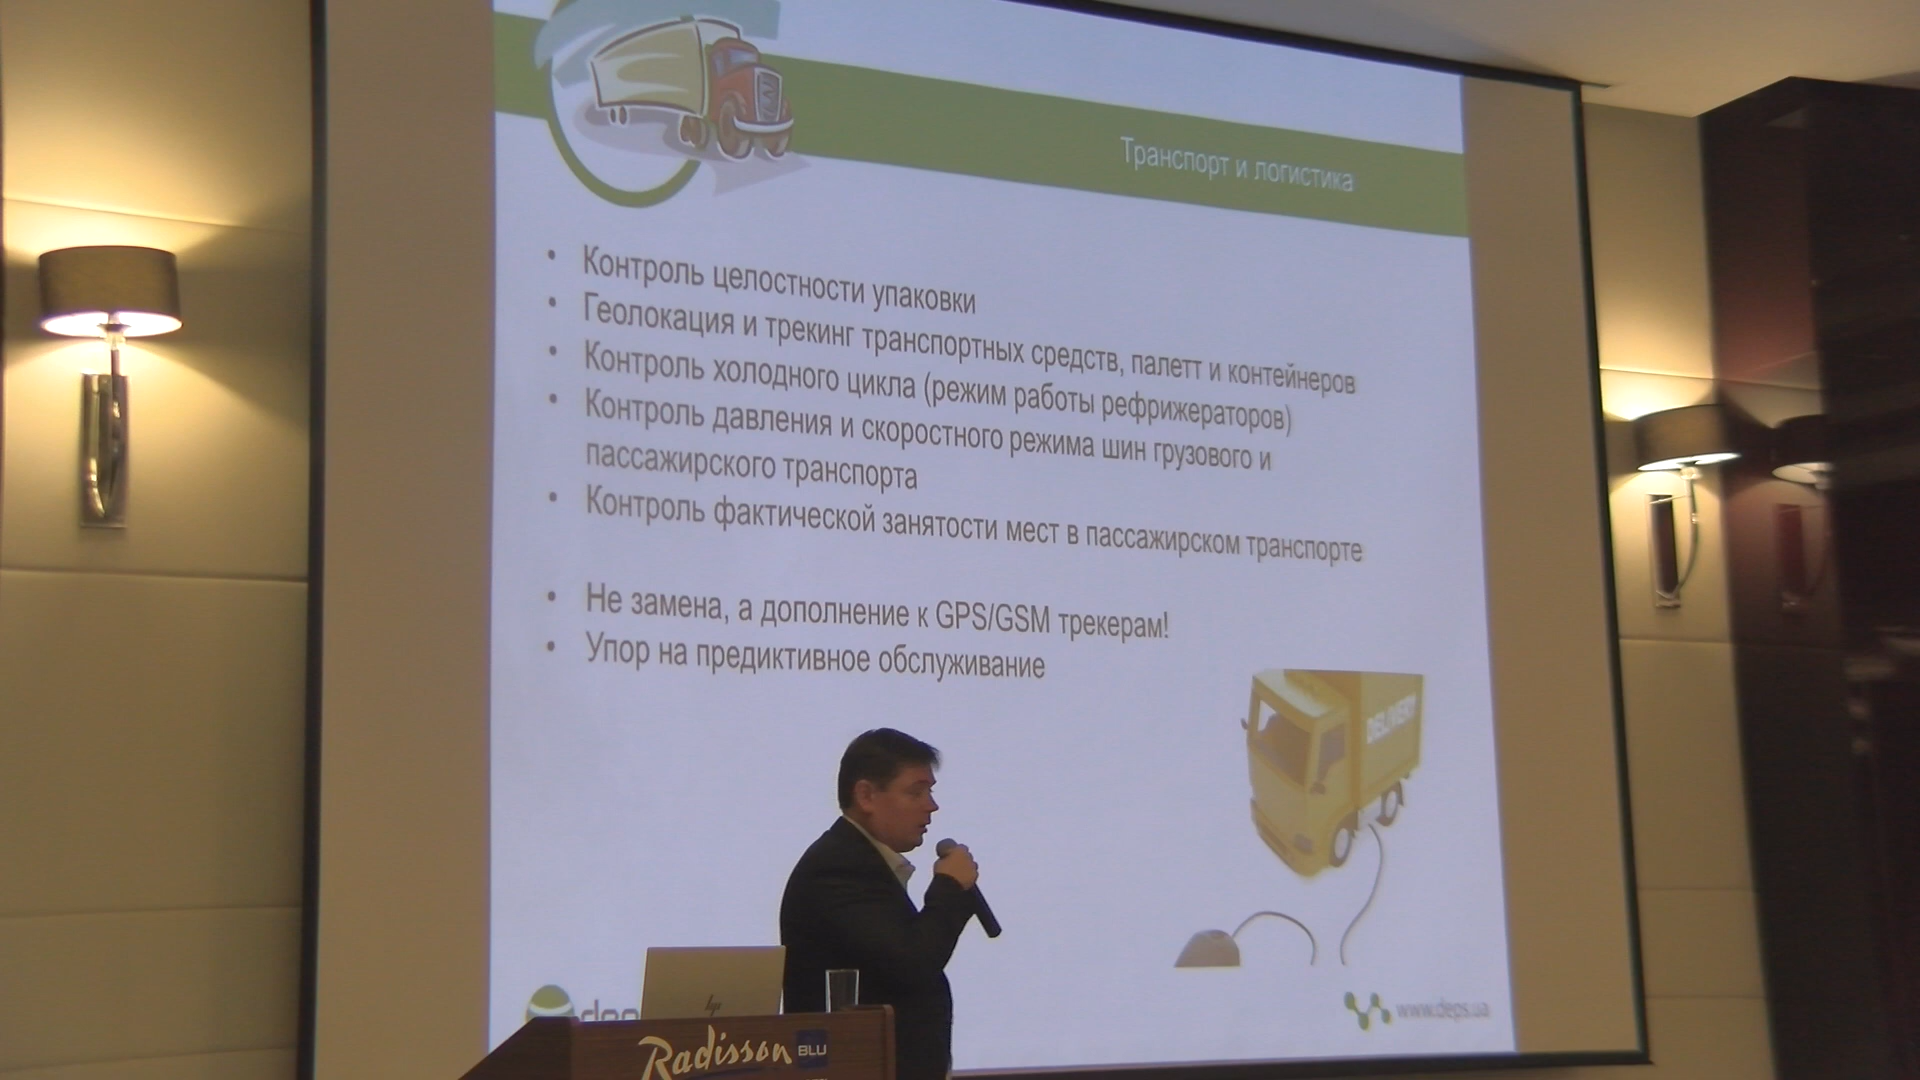 Транспорт и логистика
• Контроль целостности упаковки
• Геолокация и трекинг транспортных средств, палетт и контейнеров
• Контроль холодного цикла (режим работы рефрижераторов)
• Контроль давления и скоростного режима шин грузового и
пассажирского транспорта
• Контроль фактической занятости мест в пассажирском транспорте
• Не замена, а дополнение к GPS/GSM трекерам!
• Упор на предиктивное обслуживание
DELIVERY
hp
www.deps.ua
Radisson BLU